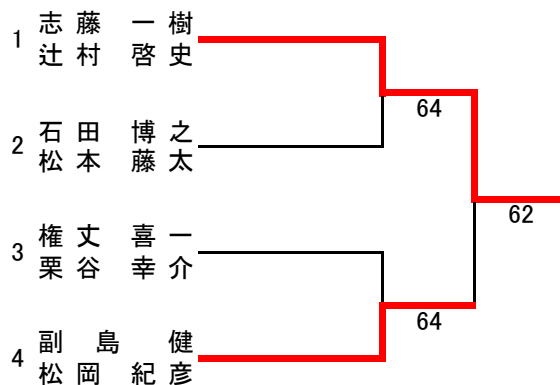 1 志藤 一樹
辻村 啓史
64
2 石田 博之
松本 藤太
62
3 権丈 喜一
栗谷 幸介
64
4 副島 健
松岡 紀彦